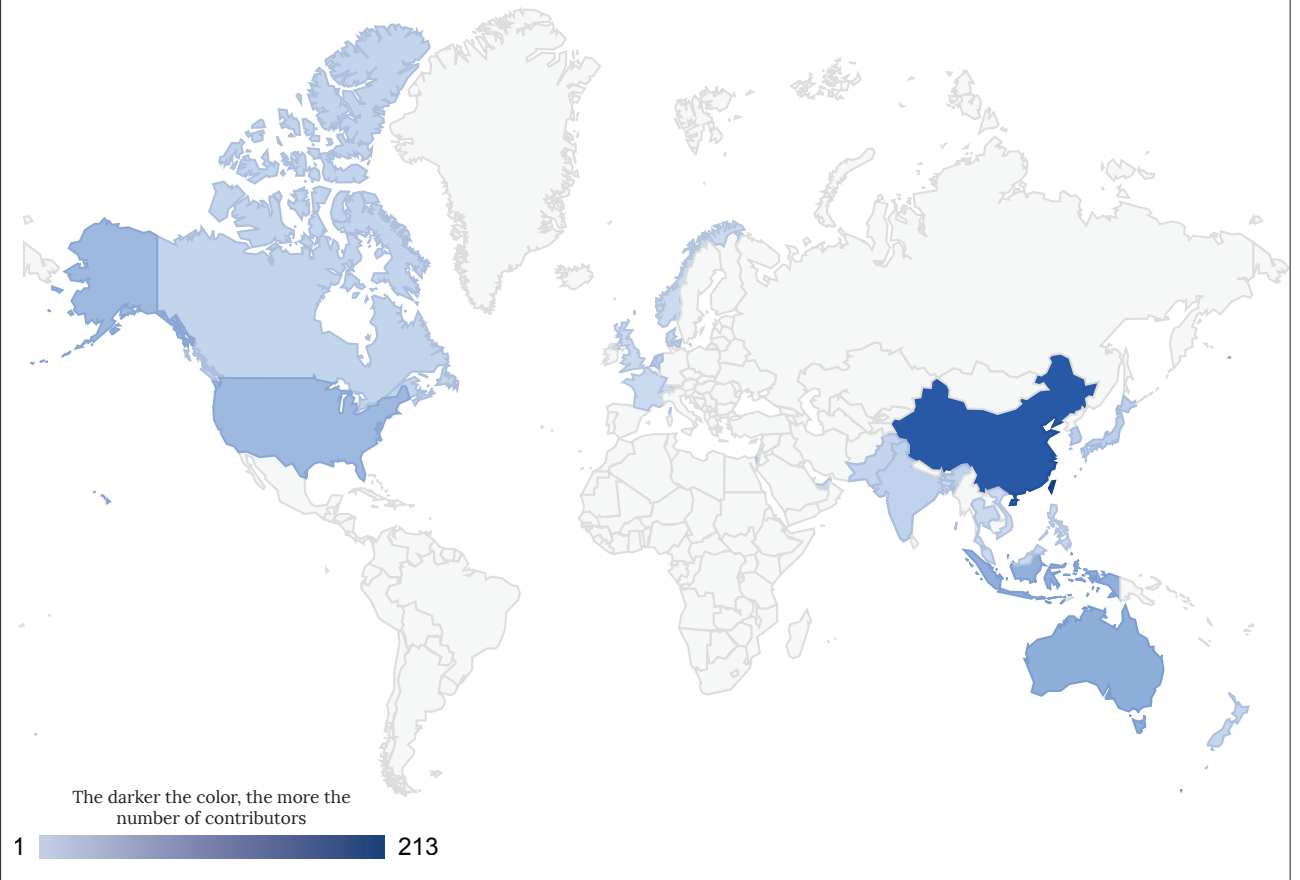 The darker the color, the more the
number of contributors
1 213